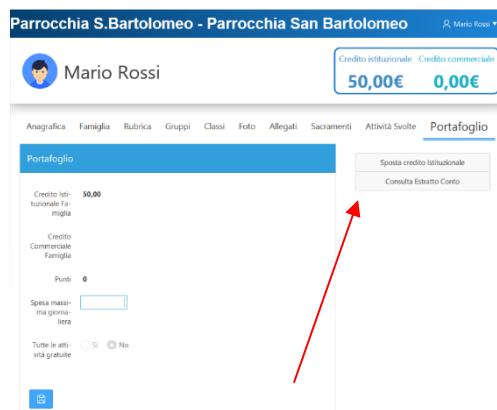 Parrocchia S.Bartolomeo - Parrocchia San Bartolomeo
Mario Rossi
Mario Rossi
Credito istituzionale Credito commerciale
50,00€ 0,00€
Anagrafica Famiglia Rubrica Gruppi Classi Foto Allegati Sacramenti Attività Svolte Portafoglio
Portafoglio
Sposta credito Istituzionale
Consulta Estratto Conto
Credito Isti-
tuzionale Fa-
miglia
50,00
Credito
Commerciale
Famiglia
Punti 0
Spesa massi-
ma giorna-
liera
Tutte le atti-
vità gratuite
Sì No